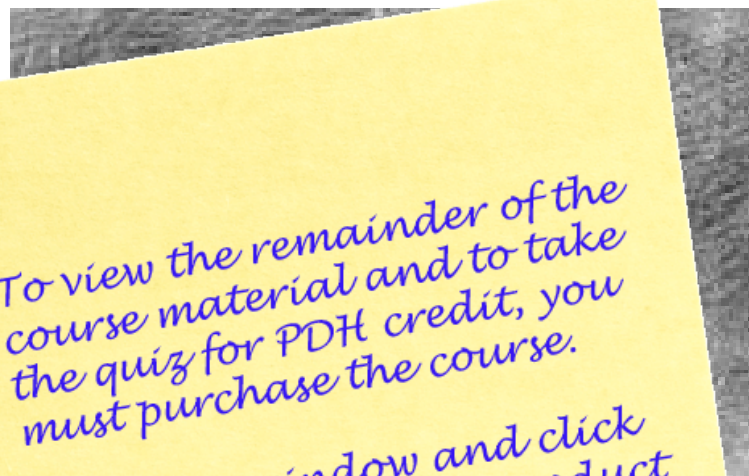 To view the remainder of the
course material and to take
the quiz for PDH credit, you
must purchase the course.
and click